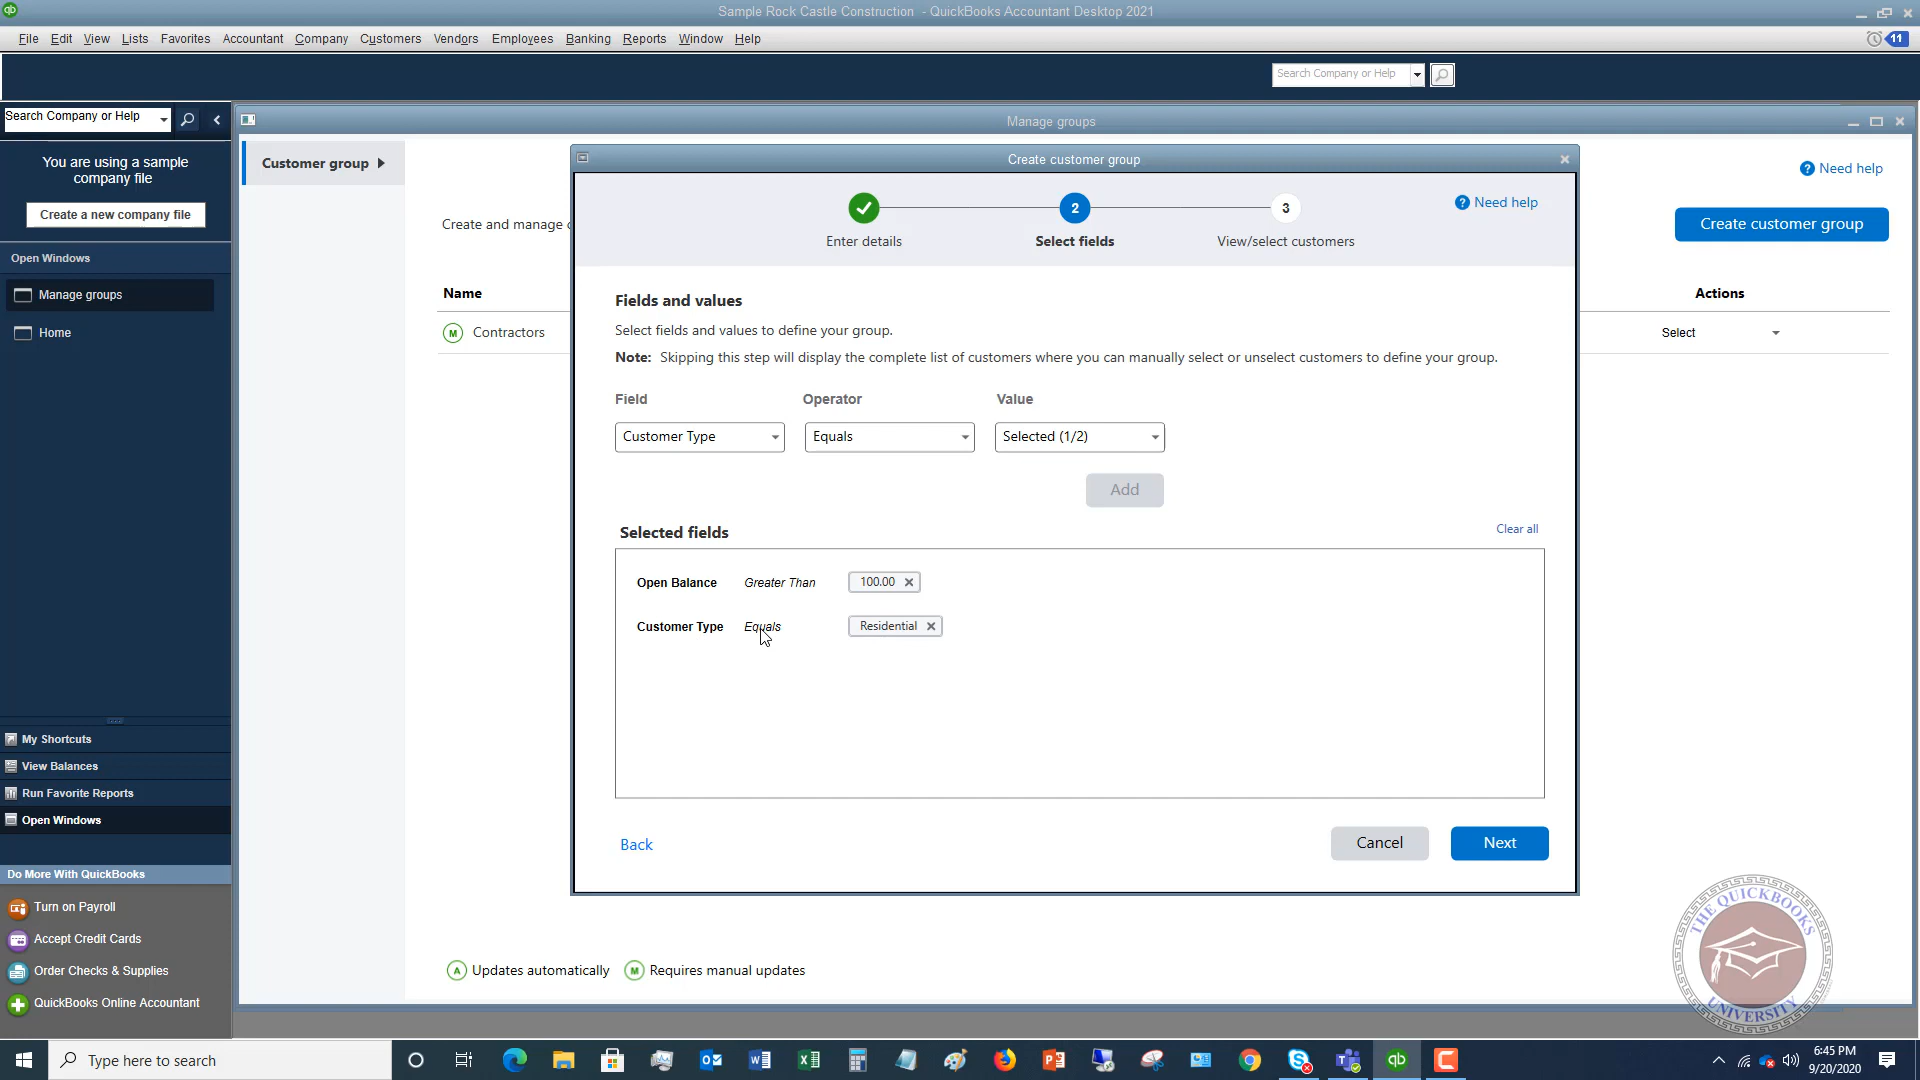 Sample Rock Castle Construction - QuickBooks Accountant Desktop 2021
File Edit View Lists Favorites Accountant Company Customers Vendors Employees Banking Reports Window Help
11
Search Company or Help
Search Company or Help
Manage groups
You are using a sample
company file
Create a new company file
Open Windows
Manage groups
Home
My Shortcuts
View Balances
Run Favorite Reports
Open Windows
Do More With QuickBooks
Turn on Payroll
Accept Credit Cards
Order Checks & Supplies
QuickBooks Online Accountant
Customer group
Need help
Create and manage
Create customer group
Name
Actions
M Contractors
Select
Create customer group
2
3
Need help
Enter details
Select fields
View/select customers
Fields and values
Select fields and values to define your group.
Note: Skipping this step will display the complete list of customers where you can manually select or unselect customers to define your group.
Field Operator Value
Customer Type Equals Selected (1/2)
Add
Selected fields
Clear all
Open Balance Greater Than 100.00
Customer Type Equals Residential
Back
Cancel
Next
A Updates automatically M Requires manual updates
THE QUICKBOOKS
UNIVERSITY
Type here to search
6:45 PM
9/20/2020